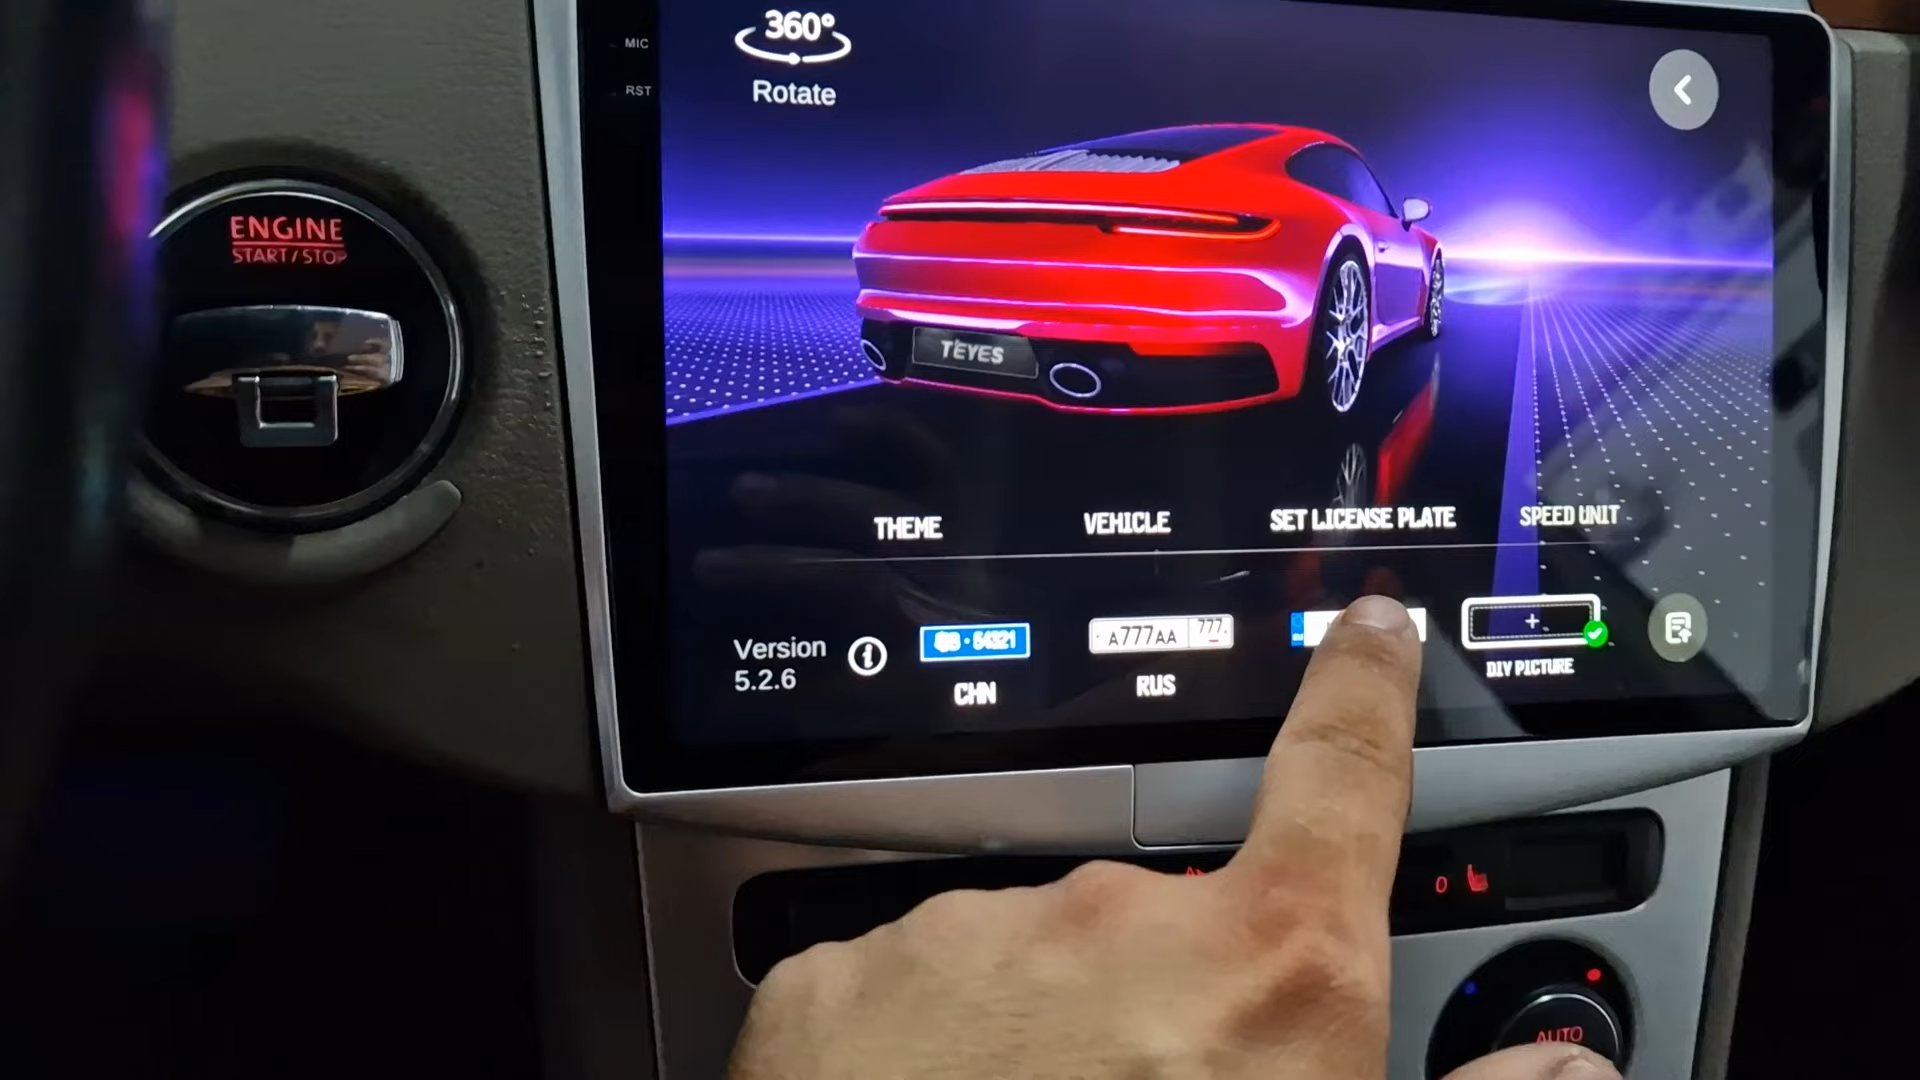 MIC
RST
360°
Rotate
ENGINE
START/STOP
TEYES
THEME
VEHICLE
SET LICENSE PLATE
SPEED UNIT
Version
5.2.6
54321
CHN
A777AA 777
RUS
+
DIY PICTURE
0
AUTO